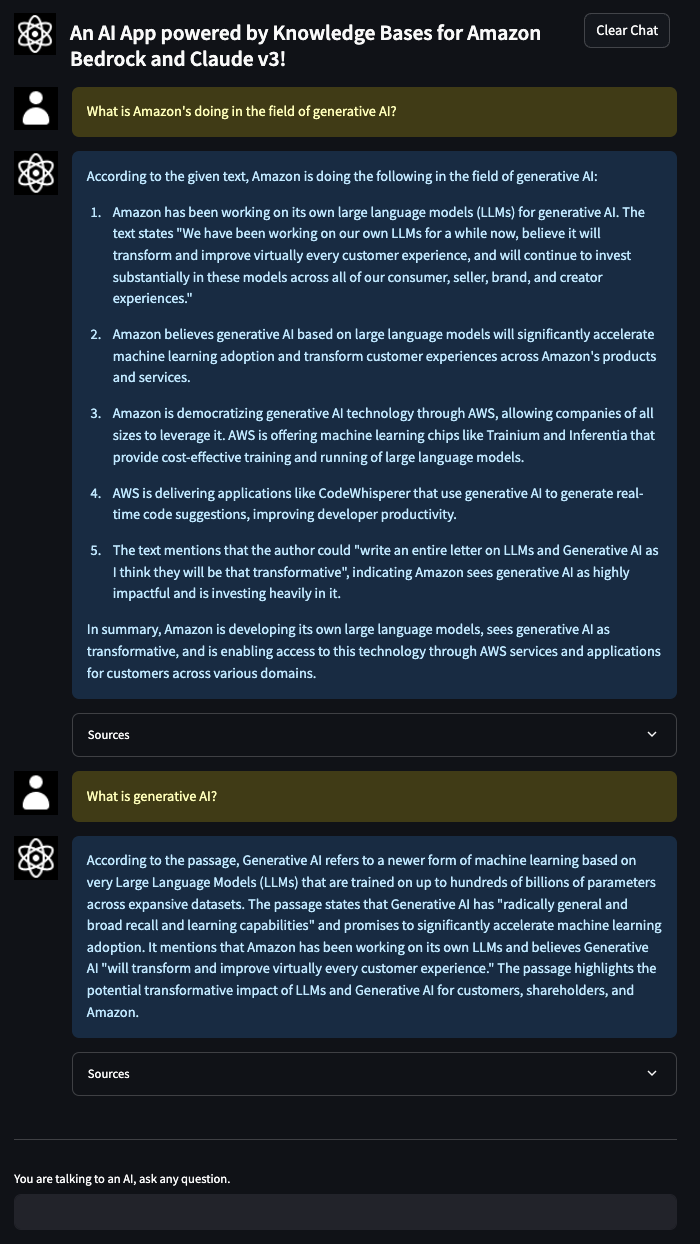 An AI App powered by Knowledge Bases for Amazon
Bedrock and Claude v3!
Clear Chat
What is Amazon's doing in the field of generative AI?
According to the given text, Amazon is doing the following in the field of generative AI:
1. Amazon has been working on its own large language models (LLMs) for generative AI. The
text states "We have been working on our own LLMs for a while now, believe it will
transform and improve virtually every customer experience, and will continue to invest
substantially in these models across all of our consumer, seller, brand, and creator
experiences."
2. Amazon believes generative AI based on large language models will significantly accelerate
machine learning adoption and transform customer experiences across Amazon's products
and services.
3. Amazon is democratizing generative AI technology through AWS, allowing companies of all
sizes to leverage it. AWS is offering machine learning chips like Trainium and Inferentia that
provide cost-effective training and running of large language models.
4. AWS is delivering applications like CodeWhisperer that use generative AI to generate real-
time code suggestions, improving developer productivity.
5. The text mentions that the author could "write an entire letter on LLMs and Generative AI as
I think they will be that transformative", indicating Amazon sees generative AI as highly
impactful and is investing heavily in it.
In summary, Amazon is developing its own large language models, sees generative AI as
transformative, and is enabling access to this technology through AWS services and applications
for customers across various domains.
Sources
What is generative AI?
According to the passage, Generative AI refers to a newer form of machine learning based on
very Large Language Models (LLMs) that are trained on up to hundreds of billions of parameters
across expansive datasets. The passage states that Generative AI has "radically general and
broad recall and learning capabilities" and promises to significantly accelerate machine learning
adoption. It mentions that Amazon has been working on its own LLMs and believes Generative
AI "will transform and improve virtually every customer experience." The passage highlights the
potential transformative impact of LLMs and Generative AI for customers, shareholders, and
Amazon.
Sources
You are talking to an AI, ask any question.